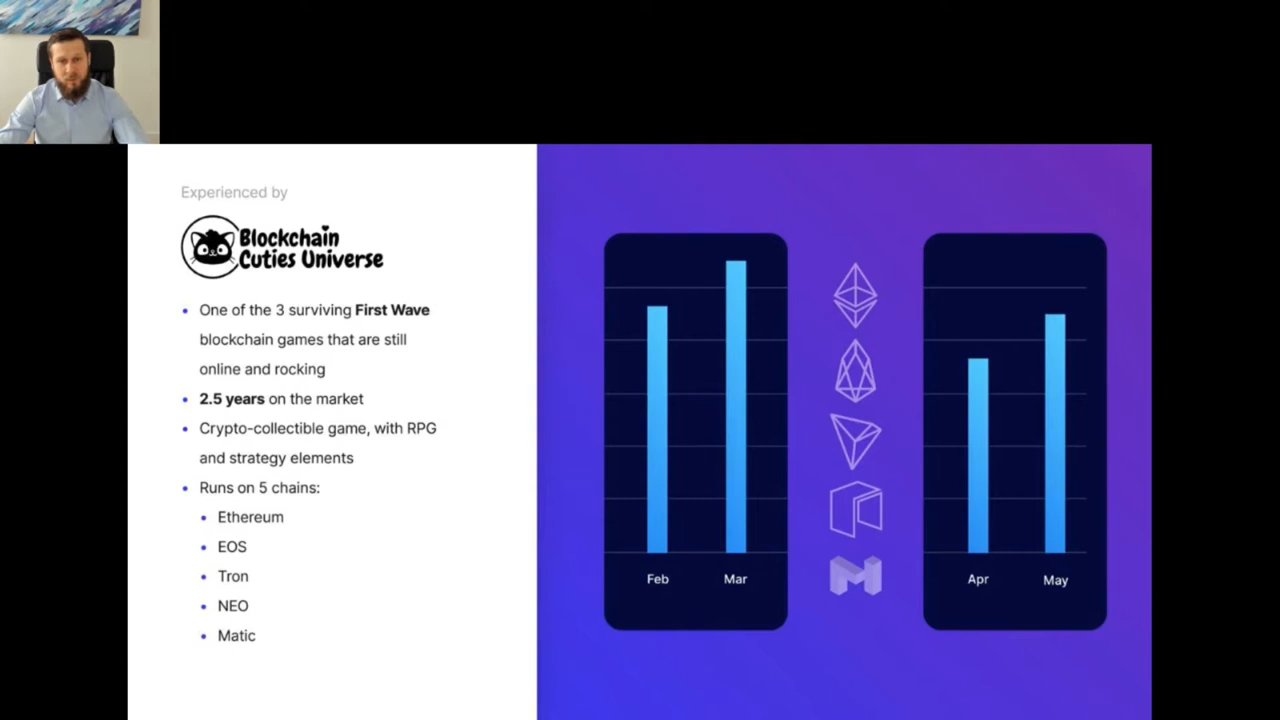 Experienced by
Blockchain
Cuties Universe
One of the 3 surviving First Wave
blockchain games that are still
online and rocking
2.5 years on the market
Crypto-collectible game, with RPG
and strategy elements
Runs on 5 chains:
Ethereum
EOS
Tron
NEO
Matic
Feb
Mar
Apr
May